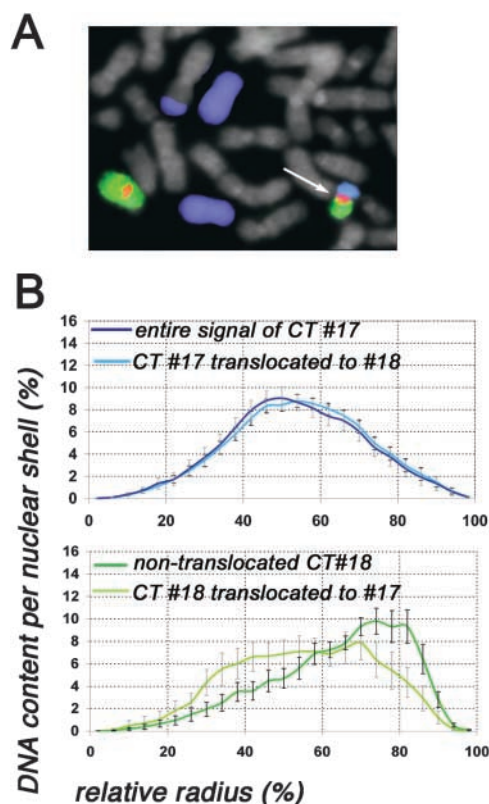 A
B
DNA content per nuclear shell (%)
16
14
12
10
8
6
4
2
0
entire signal of CT #17
CT #17 translocated to #18
0 20 40 60 80 100
16
14
12
10
8
6
4
2
0
non-translocated CT#18
CT #18 translocated to #17
0 20 40 60 80 100
relative radius (%)